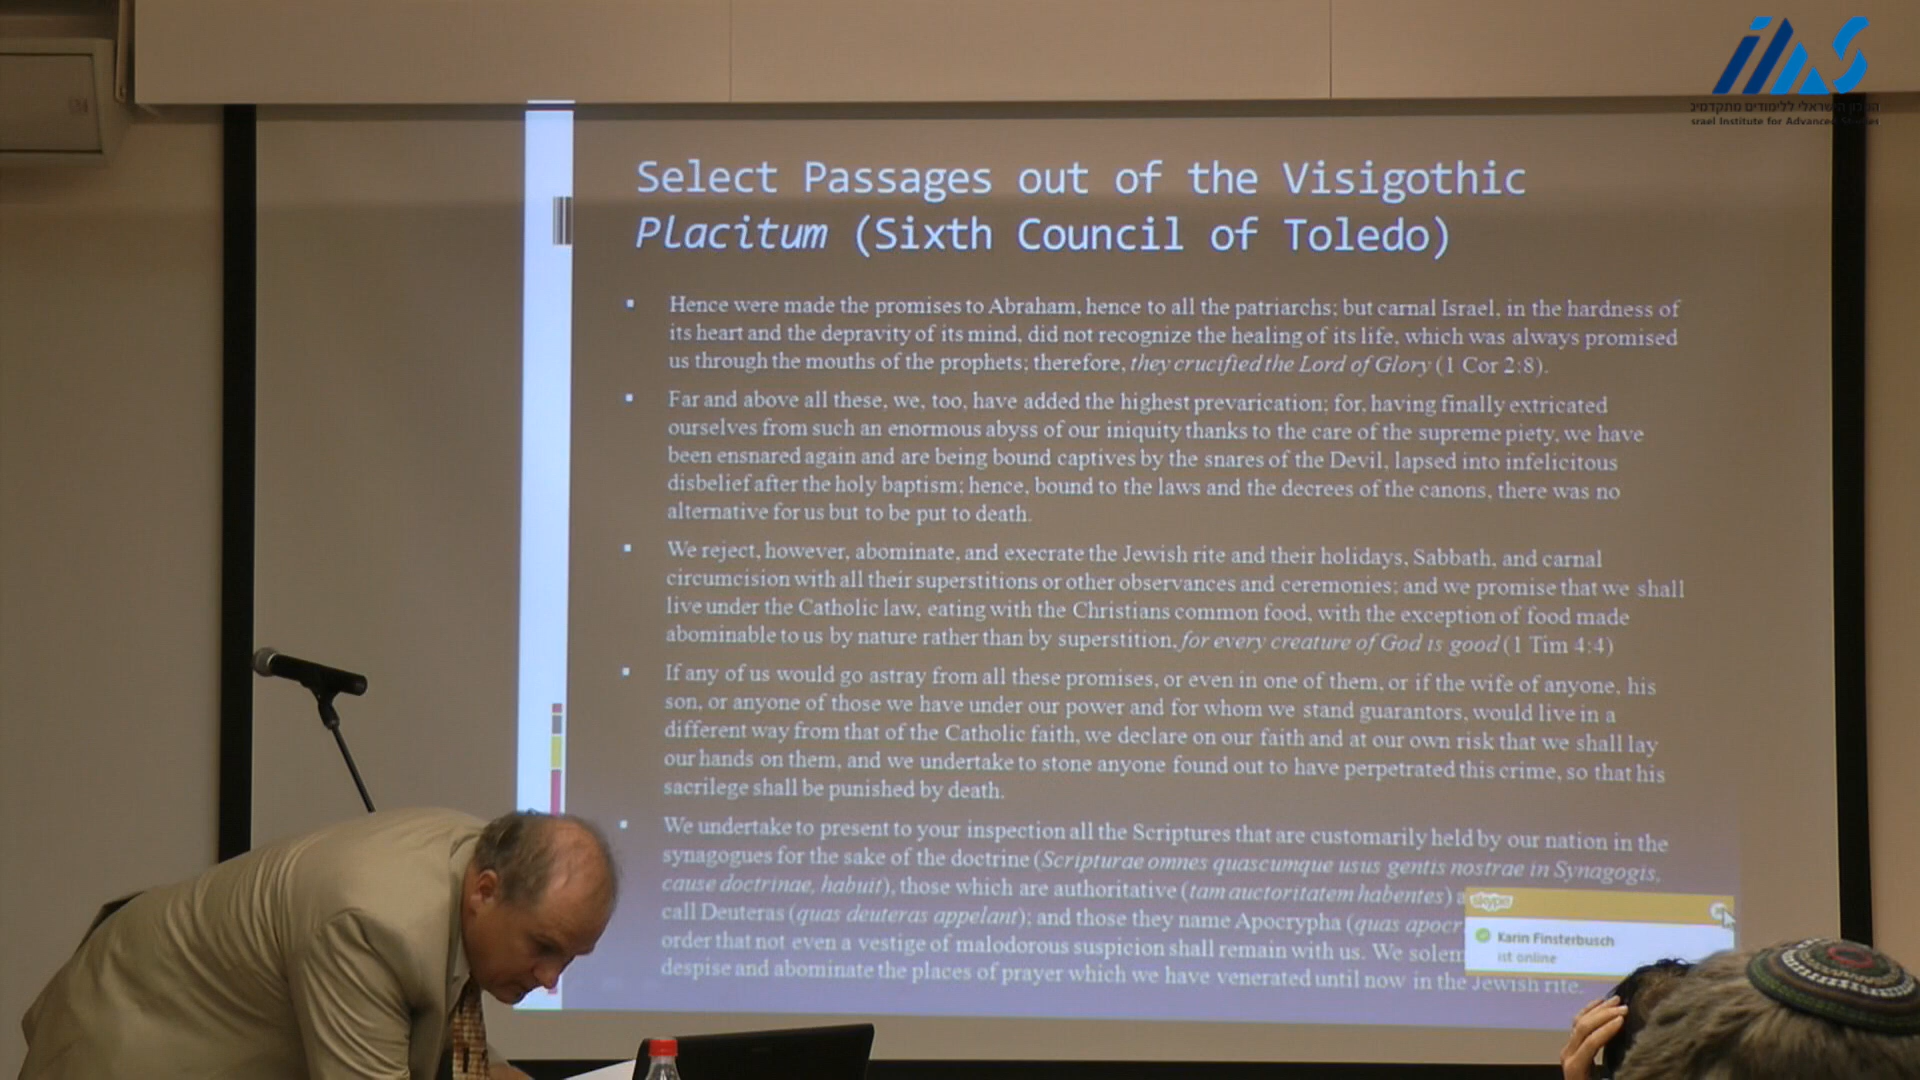 ias
המכון הישראלי ללימודים מתקדמים
srael Institute for Advanced Studies
Select Passages out of the Visigothic
Placitum (Sixth Council of Toledo)
▪ Hence were made the promises to Abraham, hence to all the patriarchs; but carnal Israel, in the hardness of
its heart and the depravity of its mind, did not recognize the healing of its life, which was always promised
us through the mouths of the prophets; therefore, they crucified the Lord of Glory (1 Cor 2:8).
▪ Far and above all these, we, too, have added the highest prevarication; for, having finally extricated
ourselves from such an enormous abyss of our iniquity thanks to the care of the supreme piety, we have
been ensnared again and are being bound captives by the snares of the Devil, lapsed into infelicitous
disbelief after the holy baptism; hence, bound to the laws and the decrees of the canons, there was no
alternative for us but to be put to death.
▪ We reject, however, abominate, and execrate the Jewish rite and their holidays, Sabbath, and carnal
circumcision with all their superstitions or other observances and ceremonies; and we promise that we shall
live under the Catholic law, eating with the Christians common food, with the exception of food made
abominable to us by nature rather than by superstition, for every creature of God is good (1 Tim 4:4)
▪ If any of us would go astray from all these promises, or even in one of them, or if the wife of anyone, his
son, or anyone of those we have under our power and for whom we stand guarantors, would live in a
different way from that of the Catholic faith, we declare on our faith and at our own risk that we shall lay
our hands on them, and we undertake to stone anyone found out to have perpetrated this crime, so that his
sacrilege shall be punished by death.
▪ We undertake to present to your inspection all the Scriptures that are customarily held by our nation in the
synagogues for the sake of the doctrine (Scripturae omnes quascumque usus gentis nostrae in Synagogis,
cause doctrinae, habuit), those which are authoritative (tam auctoritatem habentes) a
call Deuteras (quas deuteras appelant); and those they name Apocrypha (quas apocr
order that not even a vestige of malodorous suspicion shall remain with us. We solem
despise and abominate the places of prayer which we have venerated until now in the Jewish rite.
skype
Karin Finsterbusch
ist online